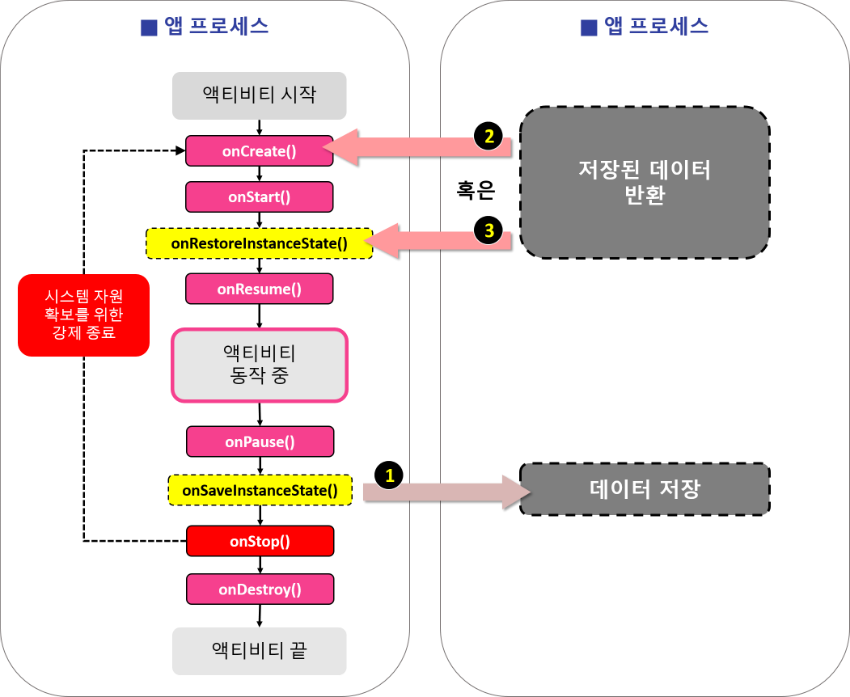 ■ 앱 프로세스
액티비티 시작
onCreate()
onStart()
onRestoreInstanceState()
onResume()
시스템 자원
확보를 위한
강제 종료
액티비티
동작 중
onPause()
onSaveInstanceState()
onStop()
onDestroy()
액티비티 끝
■ 앱 프로세스
2
저장된 데이터
반환
혹은
3
1
데이터 저장